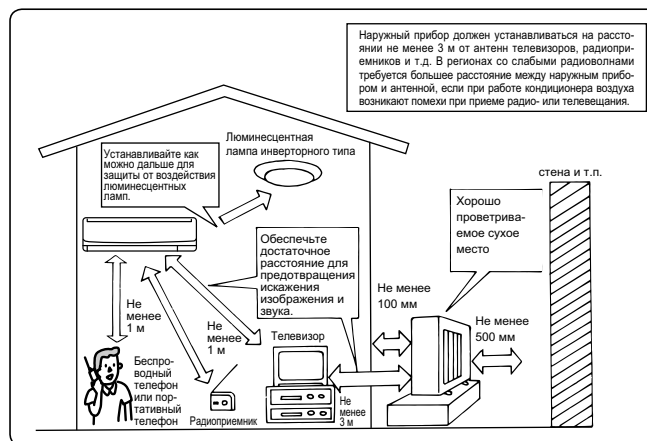 Наружный прибор должен устанавливаться на рассто-
янии не менее 3 м от антенн телевизоров, радиопри-
емников и т.д. В регионах со слабыми радиоволнами
требуется большее расстояние между наружным прибо-
ром и антенной, если при работе кондиционера воздуха
возникают помехи при приеме радио- или телевещания.
Люминесцентная
лампа инверторного типа
Устанавливайте как
можно дальше для
защиты от воздействия
люминесцентных
ламп.
стена и т.п.
Хорошо
проветрива-
емое сухое
место
Обеспечьте
достаточное
расстояние для
предотвращения
искажения
изображения и
звука.
Не менее
100 мм
Не менее
500 мм
Не
менее
1 м
Не
менее
1 м
Телевизор
Беспро-
водный
телефон
или пор-
тативный
телефон
Радиоприемник
Не
менее
3 м